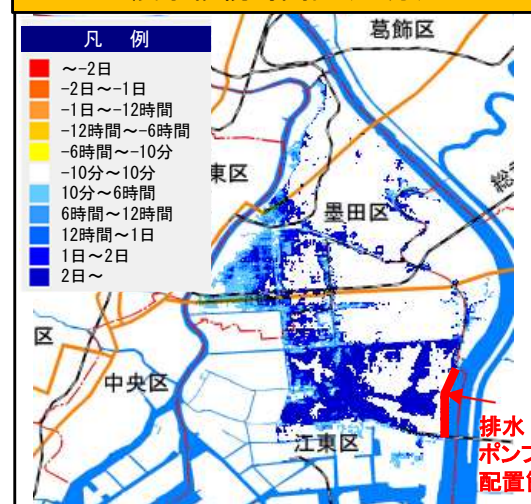 凡 例
～-2日
-2日～-1日
-1日～-12時間
-12時間～-6時間
-6時間～-10分
-10分～10分
10分～6時間
6時間～12時間
12時間～1日
1日～2日
2日～
葛飾区
東区
墨田区
区
中央区
江東区
排水
ポンプ
配置